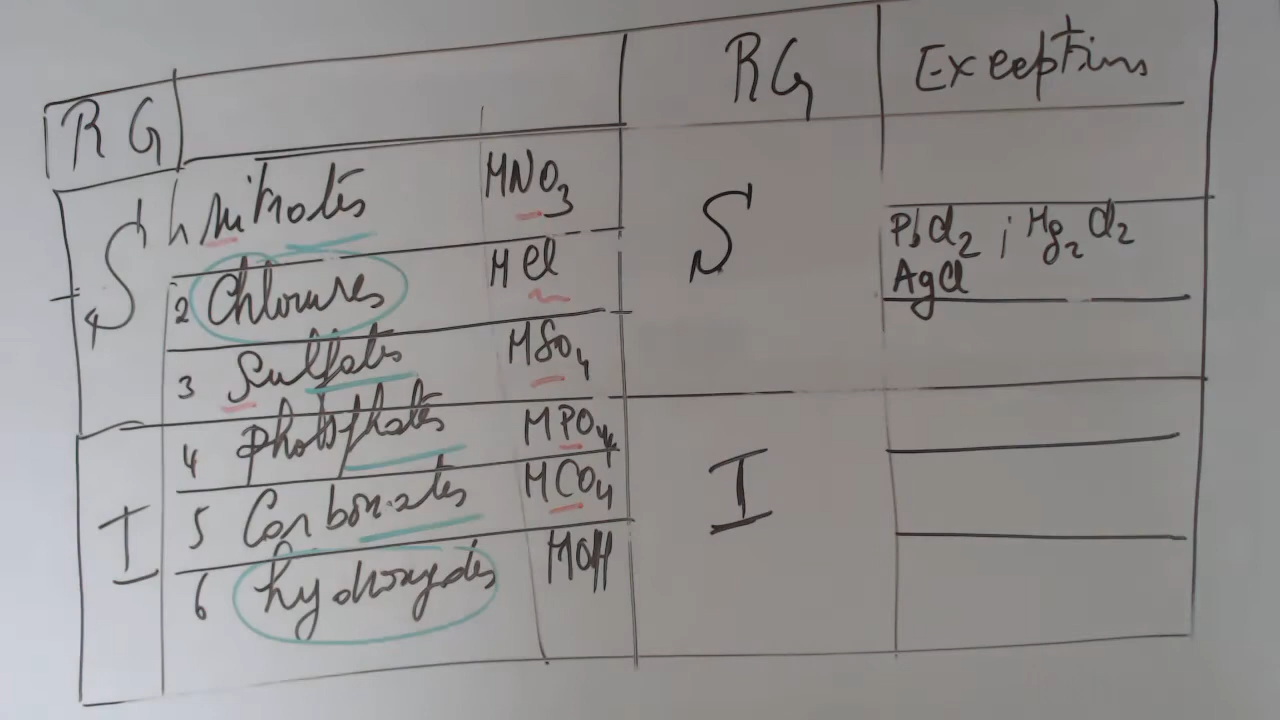 RG RG Exceptions
S 1 nitrates MNO3 S
2 Chlorures MCl PbCl2 ; Hg2Cl2
AgCl
3 Sulfates MSO4
4 phosphates MPO4
I 5 Carbonates MCO4 I
6 hydroxydes MOH